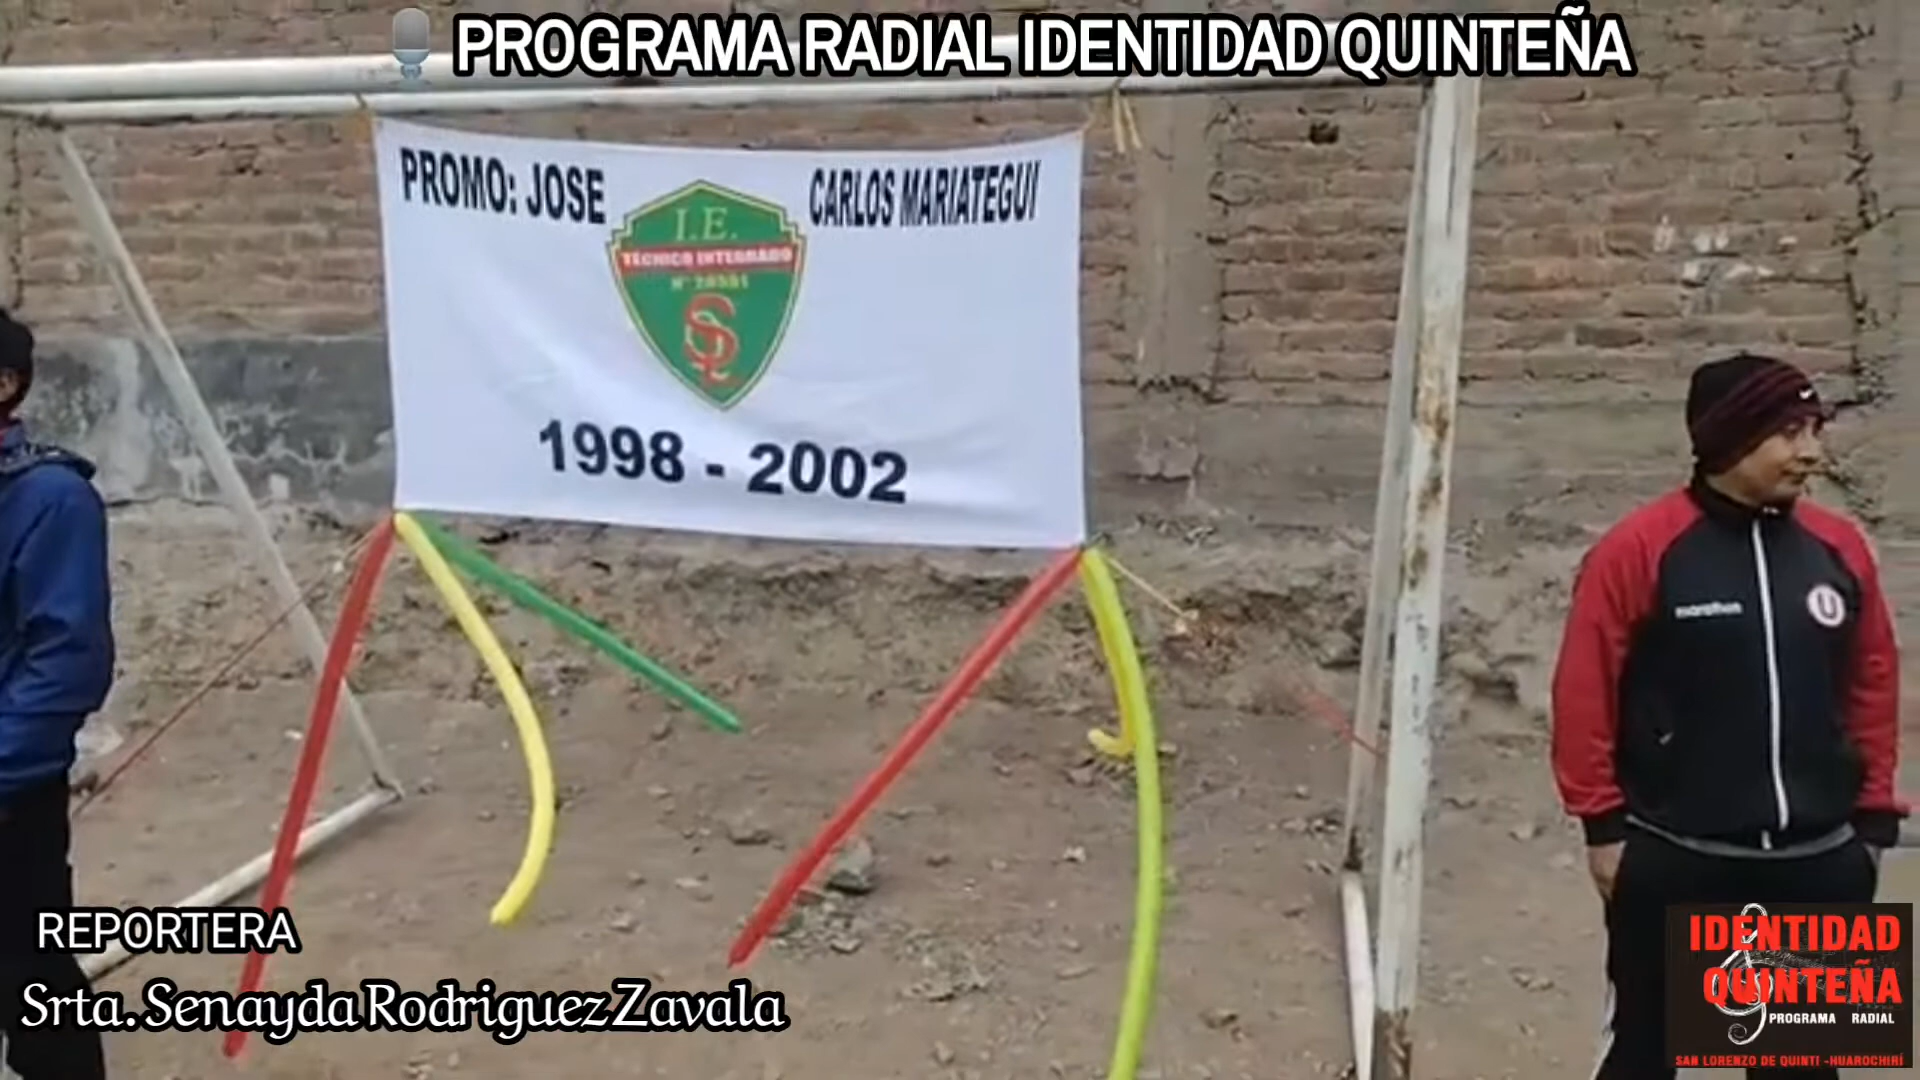 PROGRAMA RADIAL IDENTIDAD QUINTEÑA
PROMO: JOSE CARLOS MARIATEGUI
I.E.
TECNICO INTEGRADO
SL
1998 - 2002
marathon
U
REPORTERA
Srta. Senayda Rodriguez Zavala
IDENTIDAD
QUINTEÑA
PROGRAMA RADIAL
SAN LORENZO DE QUINTI -HUAROCHIRÍ